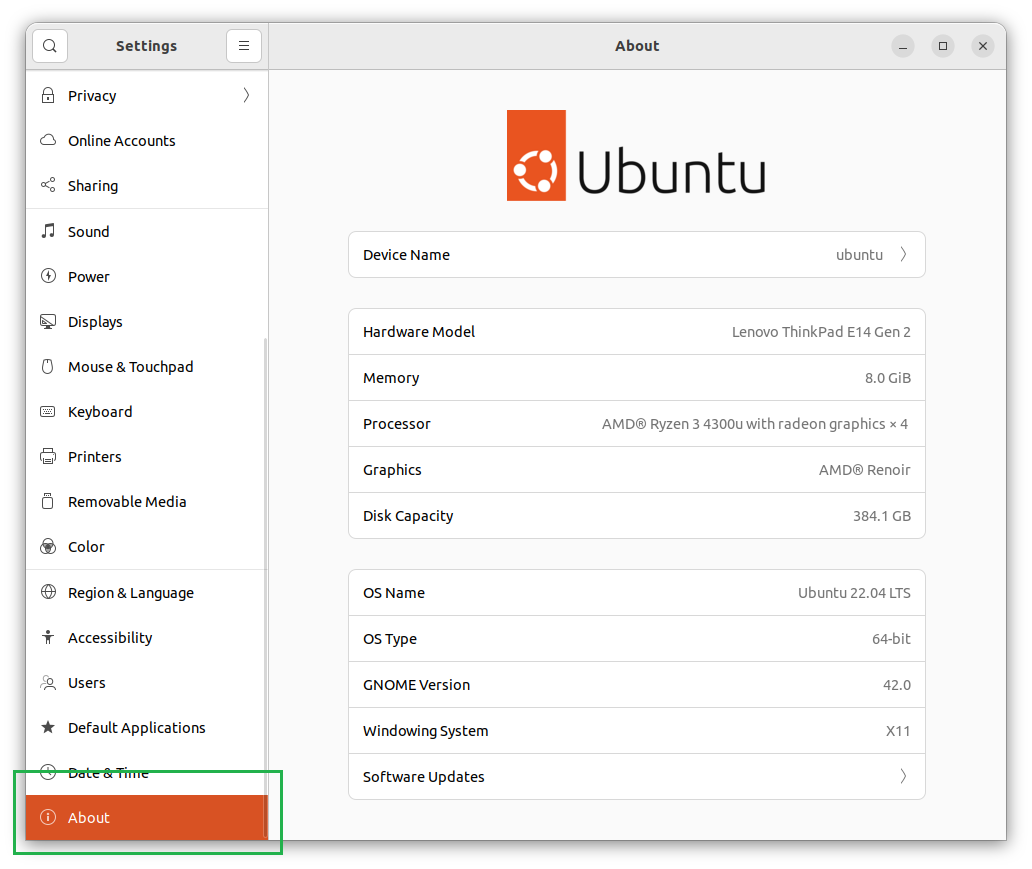 Settings
About
Privacy
Online Accounts
Sharing
Sound
Power
Displays
Mouse & Touchpad
Keyboard
Printers
Removable Media
Color
Region & Language
Accessibility
Users
Default Applications
Date & Time
About
Ubuntu
Device Name ubuntu
Hardware Model Lenovo ThinkPad E14 Gen 2
Memory 8.0 GiB
Processor AMD® Ryzen 3 4300u with radeon graphics × 4
Graphics AMD® Renoir
Disk Capacity 384.1 GB
OS Name Ubuntu 22.04 LTS
OS Type 64-bit
GNOME Version 42.0
Windowing System X11
Software Updates